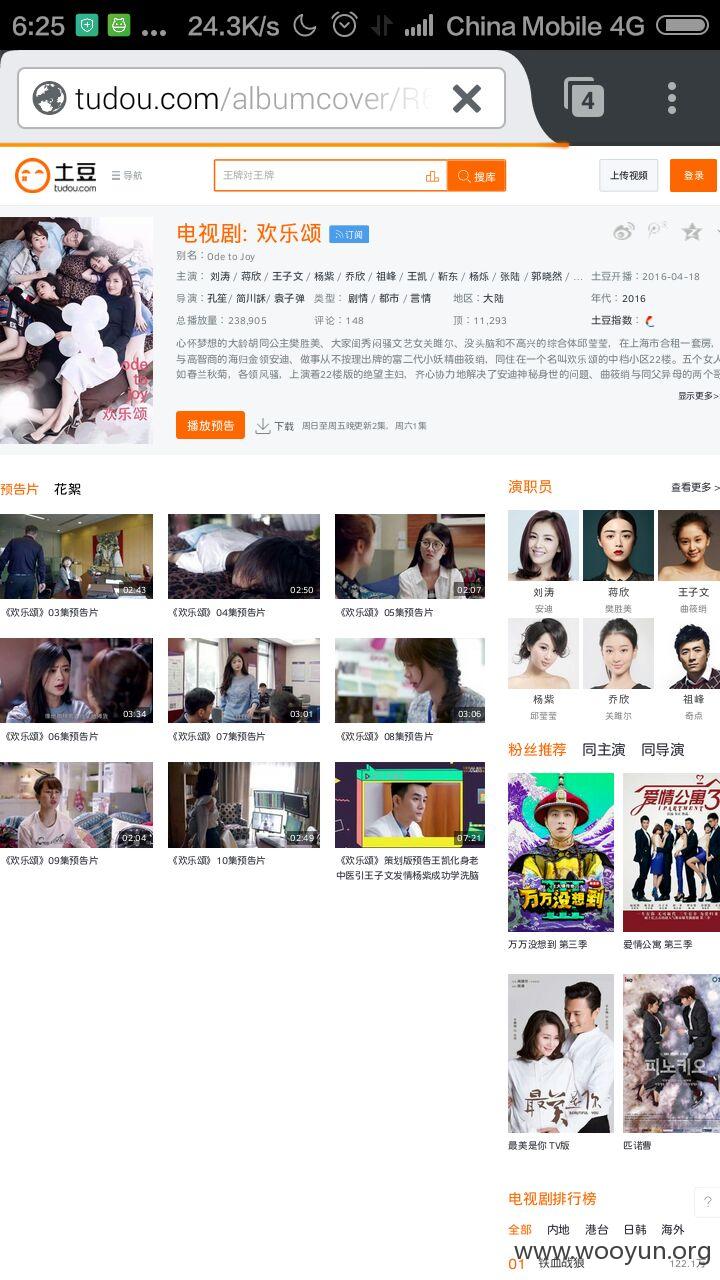 6:25 ... 24.3K/s China Mobile 4G
tudou.com/albumcover/R
4
土豆
tudou.com
导航
王牌对王牌
搜库
上传视频
登录
电视剧: 欢乐颂 订阅
别名：Ode to Joy
主演： 刘涛 / 蒋欣 / 王子文 / 杨紫 / 乔欣 / 祖峰 / 王凯 / 靳东 / 杨烁 / 张陆 / 郭晓然 / ... 土豆开播：2016-04-18
导演：孔笙 / 简川訸 / 袁子弹 类型： 剧情 / 都市 / 言情 地区：大陆 年代：2016
总播放量：238,905 评论：148 顶：11,293 土豆指数：
心怀梦想的大龄胡同公主樊胜美、大家闺秀闷骚文艺女关雎尔、没头脑和不高兴的综合体邱莹莹，在上海市合租一套房，
与高智商的海归金领安迪、做事从不按理出牌的富二代小妖精曲筱绡，同住在一个名叫欢乐颂的中档小区22楼。五个女人
如春兰秋菊，各领风骚，上演着22楼版的绝望主妇，齐心协力地解决了安迪神秘身世的问题、曲筱绡与同父异母的两个哥
显示更多>
ode
to
joy
欢乐颂
播放预告
下载
周日至周五晚更新2集，周六1集
预告片 花絮
02:43 02:50 02:07
《欢乐颂》03集预告片 《欢乐颂》04集预告片 《欢乐颂》05集预告片
03:34 03:01 03:06
《欢乐颂》06集预告片 《欢乐颂》07集预告片 《欢乐颂》08集预告片
02:04 02:49 07:21
《欢乐颂》09集预告片 《欢乐颂》10集预告片 《欢乐颂》策划版预告王凯化身老
中医引王子文发情杨紫成功学洗脑
演职员 查看更多 >
刘涛 蒋欣 王子文
安迪 樊胜美 曲筱绡
杨紫 乔欣 祖峰
邱莹莹 关雎尔 奇点
粉丝推荐 同主演 同导演
万万没想到
爱情公寓3
IPARTMENT
万万没想到 第三季 爱情公寓 第三季
最美是你
BEAUTIFUL YOU
피노키오
最美是你 TV版 匹诺曹
电视剧排行榜
?
全部 内地 港台 日韩 海外
01 铁血战狼 122.1万
www.wooyun.org